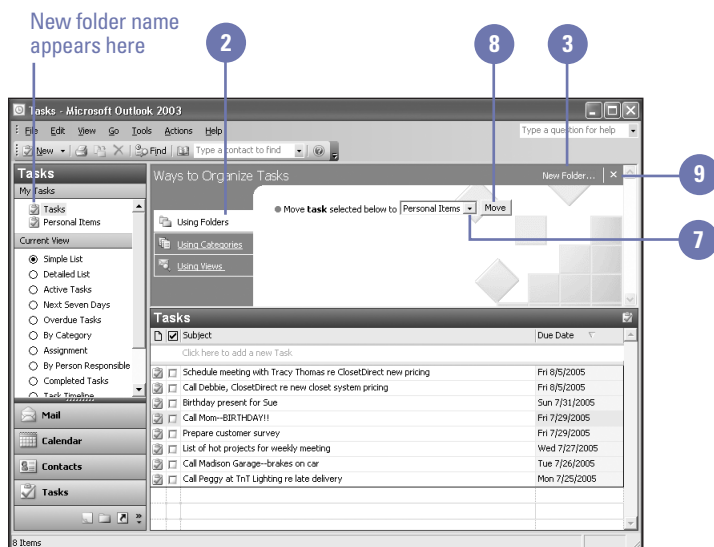 New folder name
appears here
2
8
3
Tasks - Microsoft Outlook 2003
File Edit View Go Tools Actions Help
Type a question for help
New Find Type a contact to find
Tasks
My Tasks
Tasks
Personal Items
Current View
Simple List
Detailed List
Active Tasks
Next Seven Days
Overdue Tasks
By Category
Assignment
By Person Responsible
Completed Tasks
Task Timeline
Mail
Calendar
Contacts
Tasks
Ways to Organize Tasks
New Folder...
9
Using Folders
Using Categories
Using Views
Move task selected below to Personal Items Move
7
Tasks
Subject Due Date
Click here to add a new Task
Schedule meeting with Tracy Thomas re ClosetDirect new pricing Fri 8/5/2005
Call Debbie, ClosetDirect re new closet system pricing Fri 8/5/2005
Birthday present for Sue Sun 7/31/2005
Call Mom--BIRTHDAY!! Fri 7/29/2005
Prepare customer survey Fri 7/29/2005
List of hot projects for weekly meeting Wed 7/27/2005
Call Madison Garage--brakes on car Tue 7/26/2005
Call Peggy at TnT Lighting re late delivery Mon 7/25/2005
8 Items